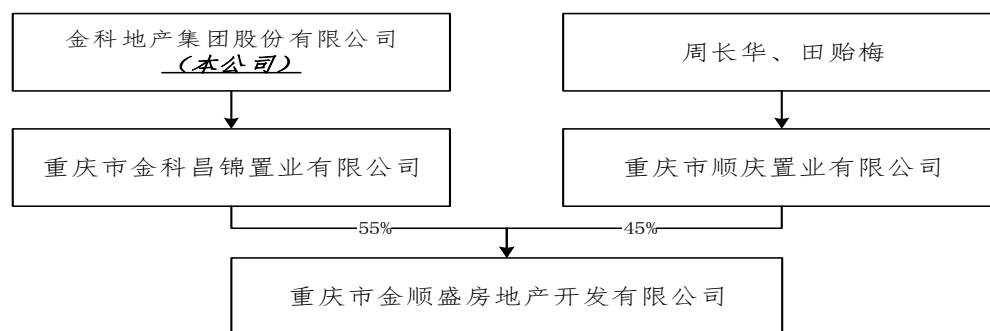 金科地产集团股份有限公司
（本公司）
周长华、田贻梅
重庆市金科昌锦置业有限公司
重庆市顺庆置业有限公司
55%
45%
重庆市金顺盛房地产开发有限公司